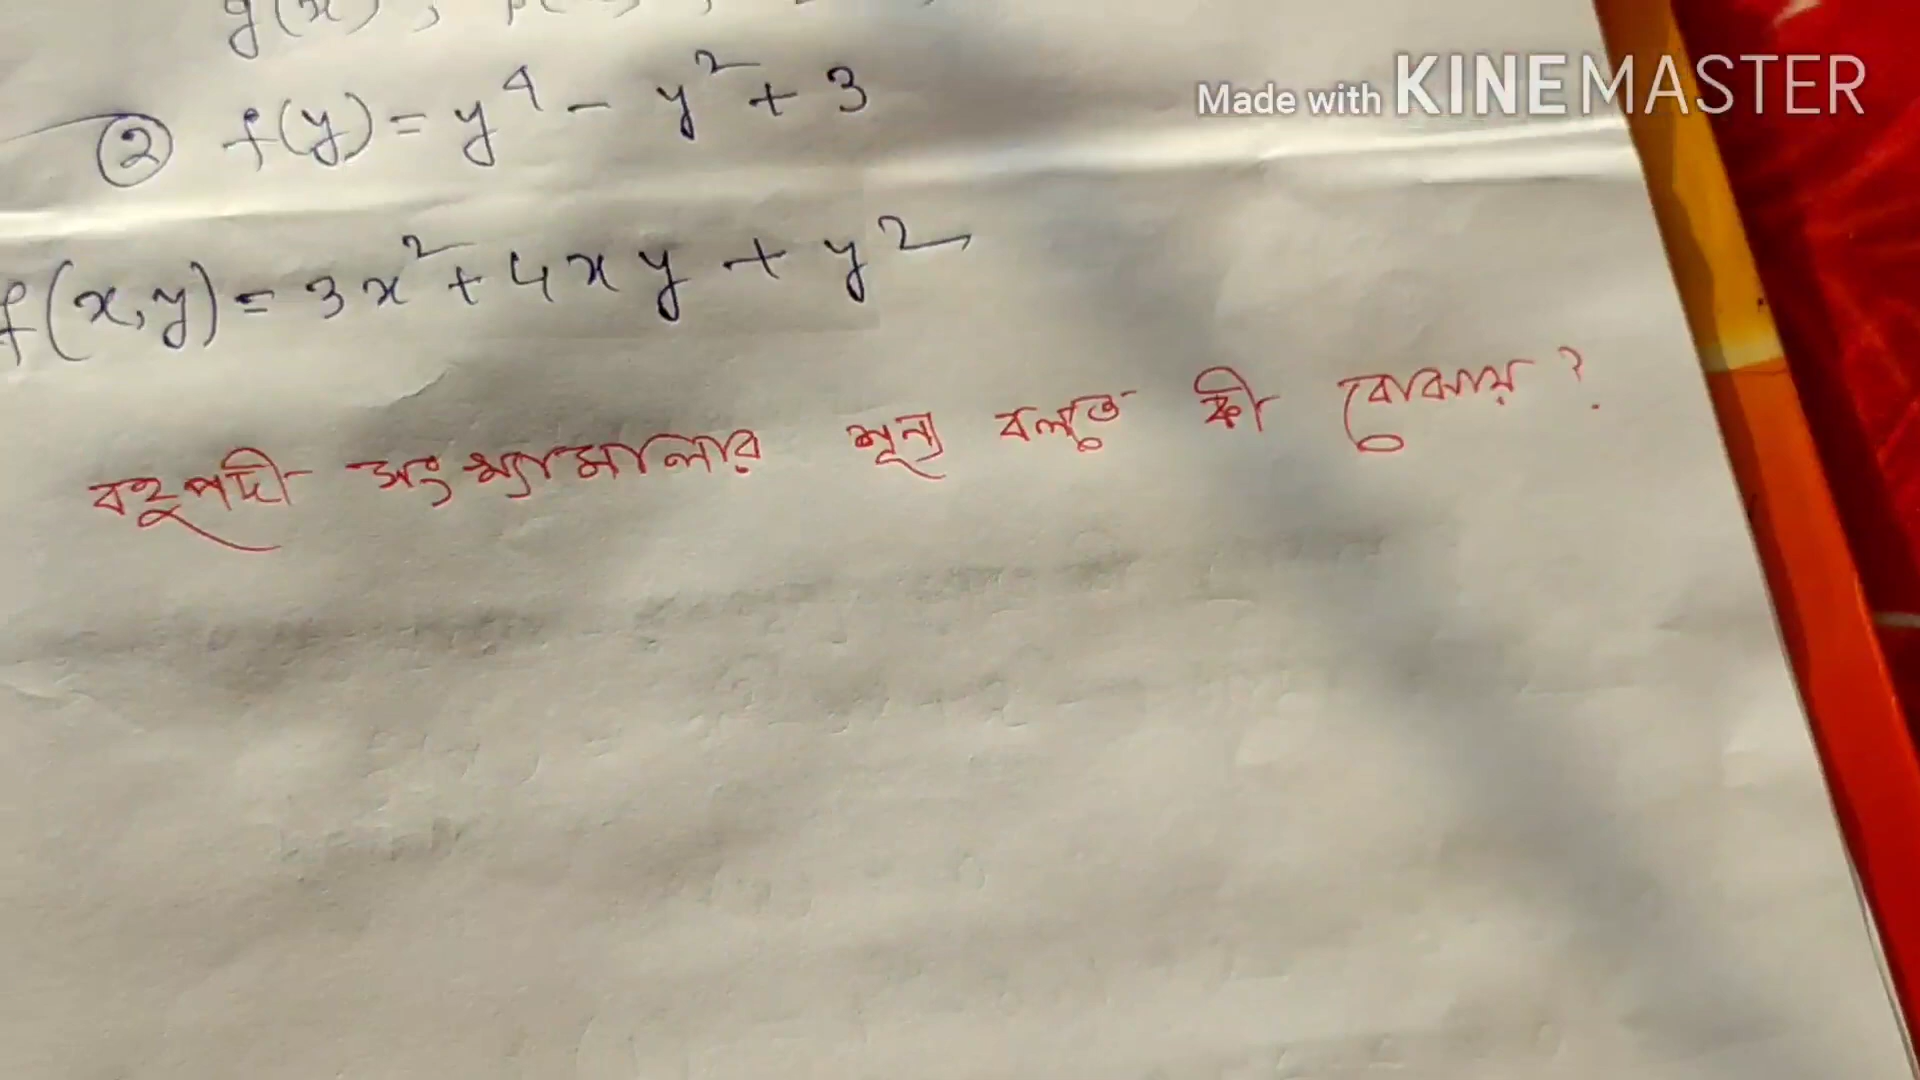 Made with KINEMASTER
② f(y) = y⁴ - y² + 3
f(x,y) = 3x² + 4xy + y²
বহুপদী সংখ্যামালার শূন্য বলতে কী বোঝায় ?